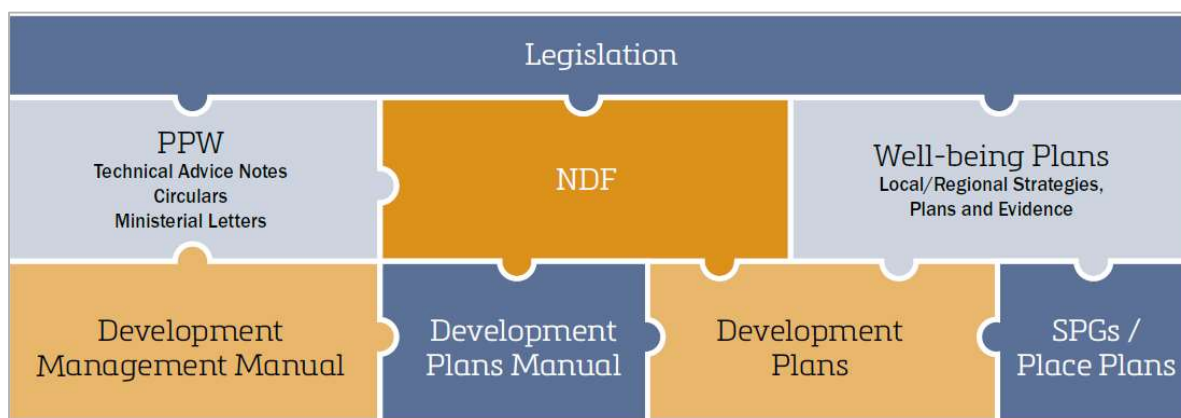 Legislation
PPW
Technical Advice Notes
Circulars
Ministerial Letters
NDF
Well-being Plans
Local/Regional Strategies,
Plans and Evidence
Development
Management Manual
Development
Plans Manual
Development
Plans
SPGs /
Place Plans